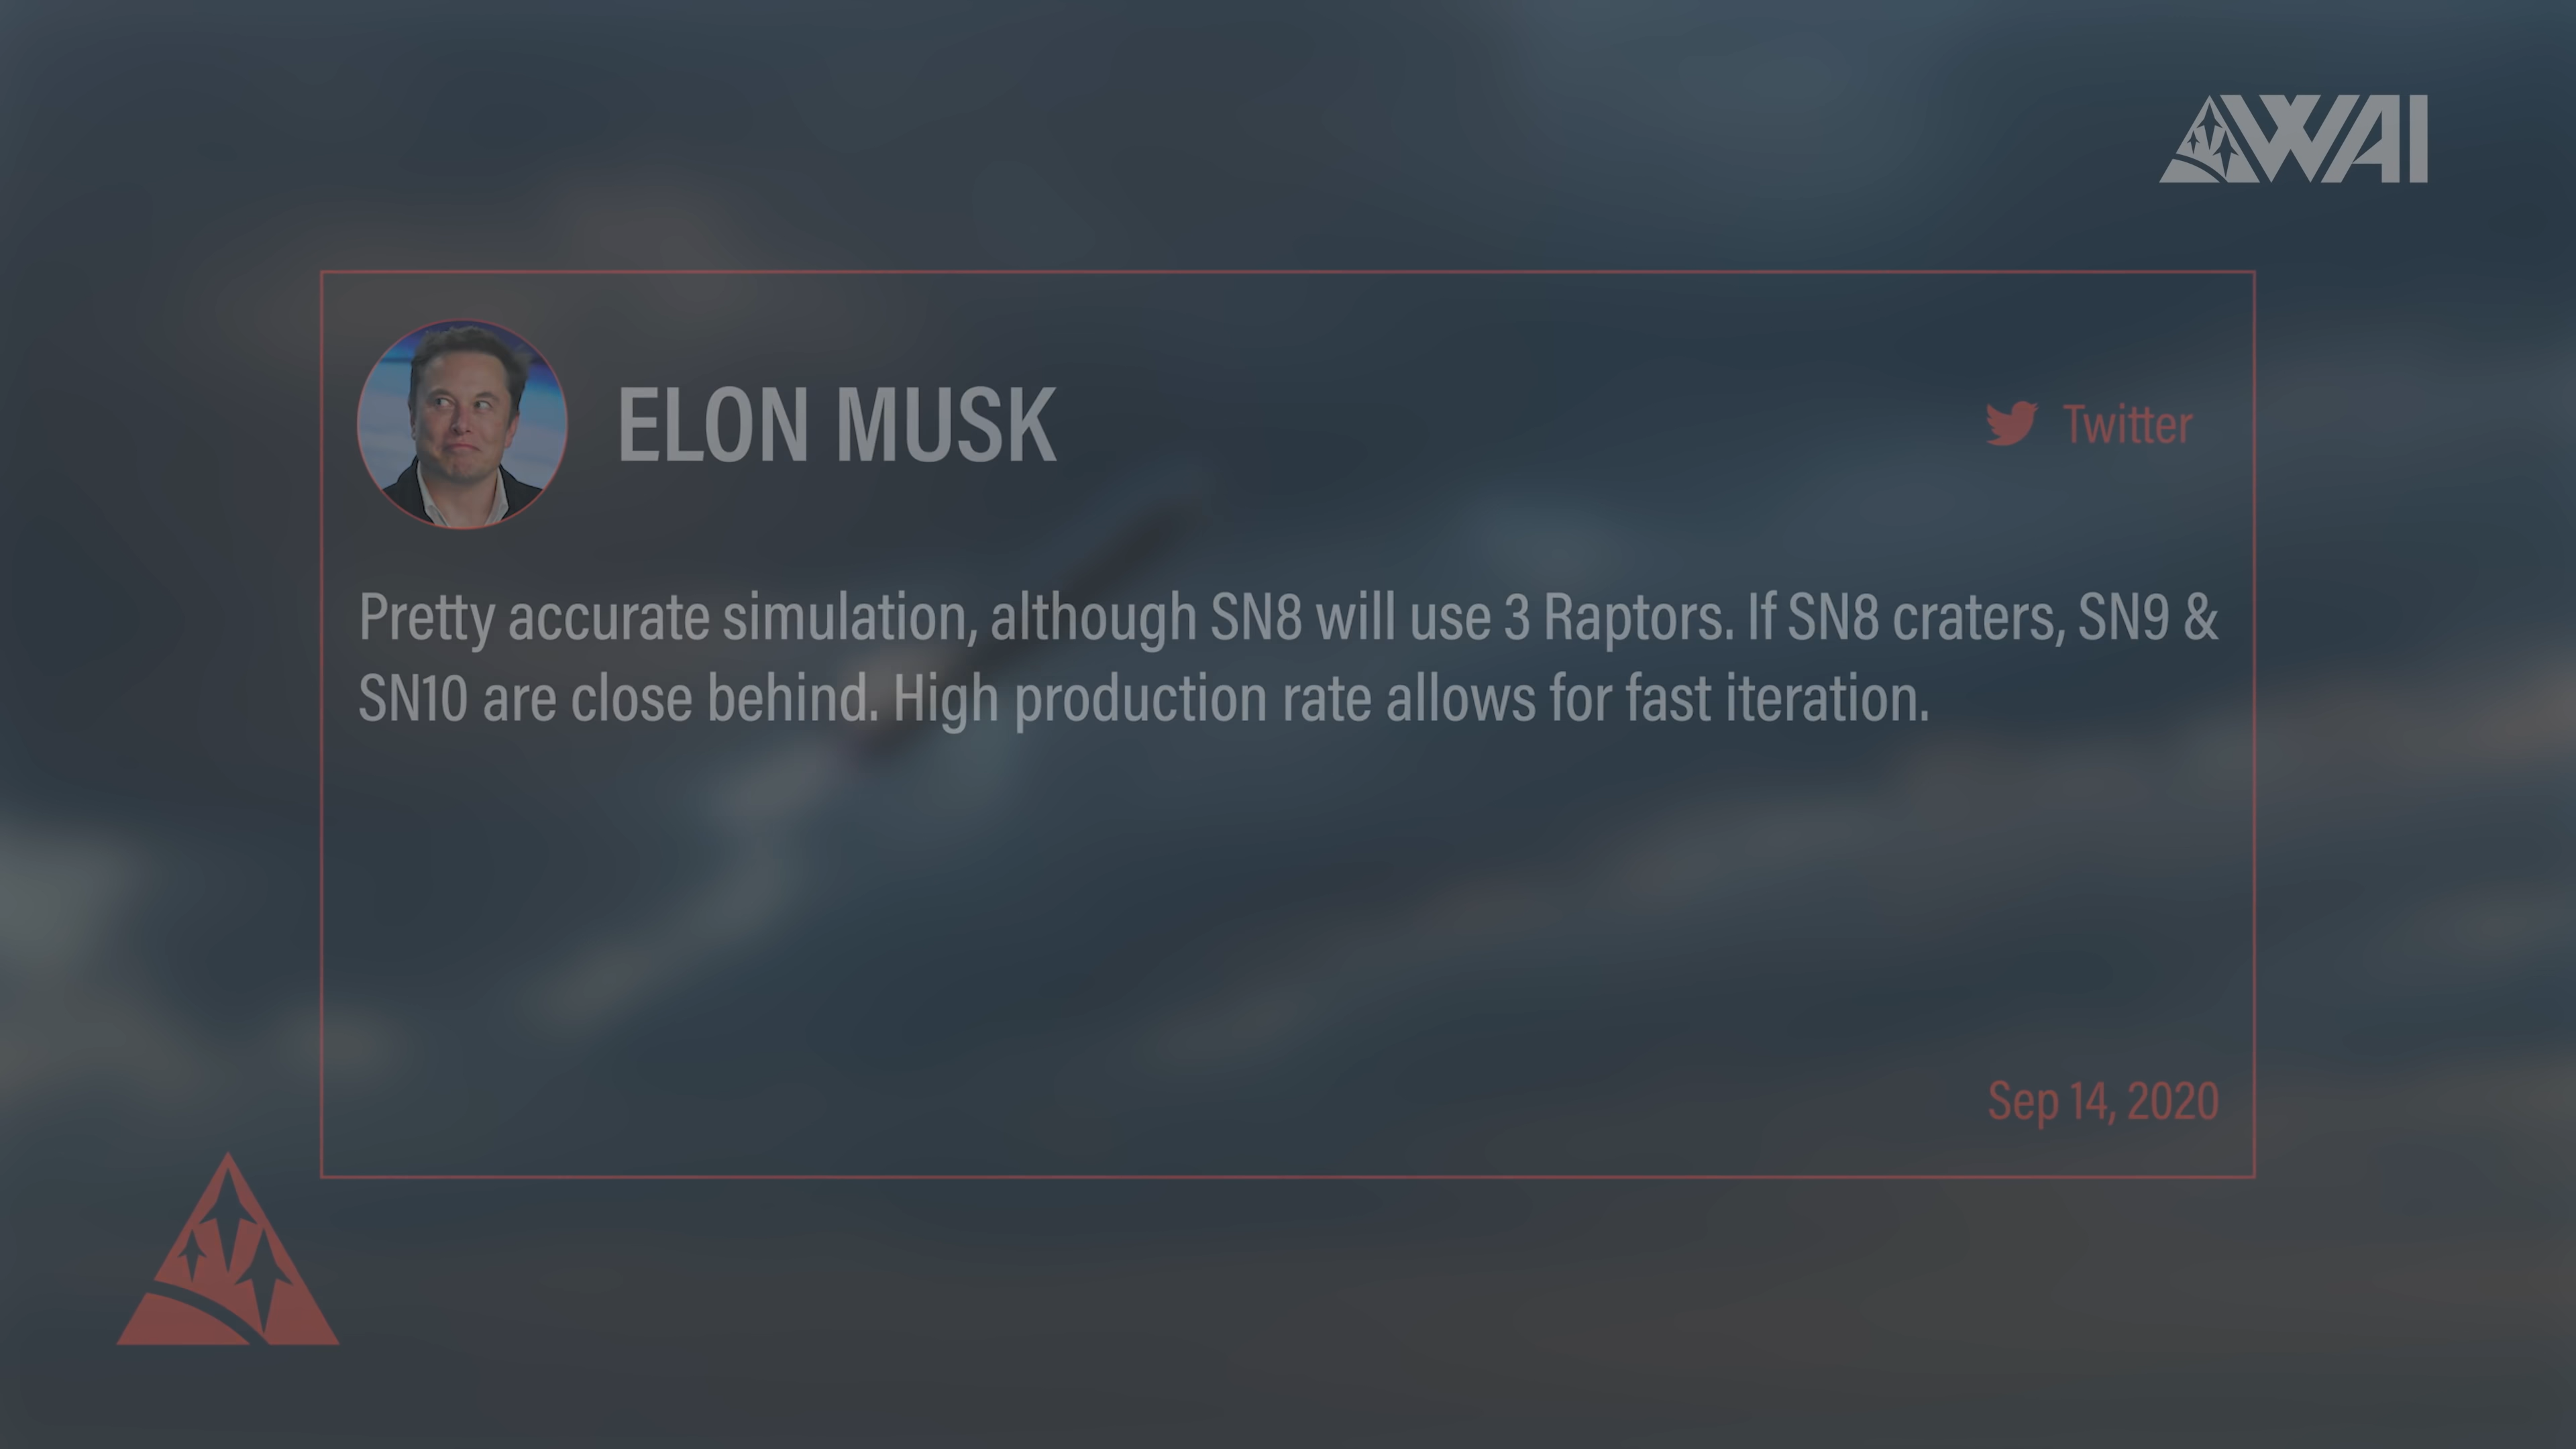 WAI
ELON MUSK
Twitter
Pretty accurate simulation, although SN8 will use 3 Raptors. If SN8 craters, SN9 &
SN10 are close behind. High production rate allows for fast iteration.
Sep 14, 2020